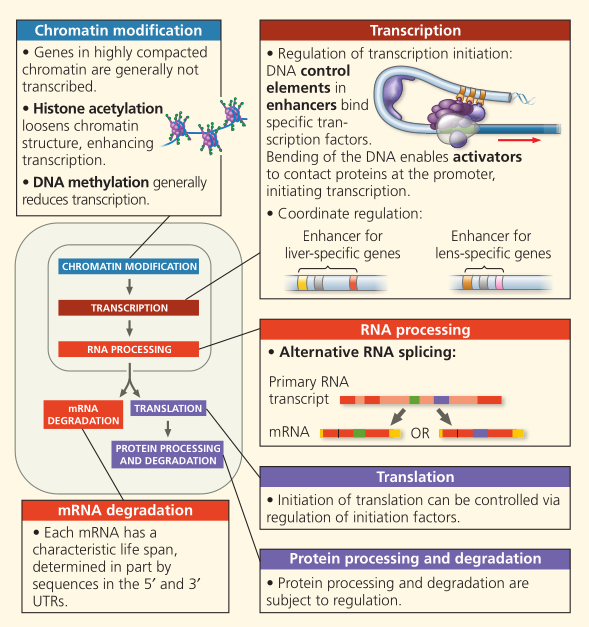 Chromatin modification
• Genes in highly compacted
chromatin are generally not
transcribed.
• Histone acetylation
loosens chromatin
structure, enhancing
transcription.
• DNA methylation generally
reduces transcription.
Transcription
• Regulation of transcription initiation:
DNA control
elements in
enhancers bind
specific tran-
scription factors.
Bending of the DNA enables activators
to contact proteins at the promoter,
initiating transcription.
• Coordinate regulation:
Enhancer for
liver-specific genes
Enhancer for
lens-specific genes
CHROMATIN MODIFICATION
TRANSCRIPTION
RNA PROCESSING
mRNA
DEGRADATION
TRANSLATION
PROTEIN PROCESSING
AND DEGRADATION
RNA processing
• Alternative RNA splicing:
Primary RNA
transcript
mRNA
OR
Translation
• Initiation of translation can be controlled via
regulation of initiation factors.
mRNA degradation
• Each mRNA has a
characteristic life span,
determined in part by
sequences in the 5′ and 3′
UTRs.
Protein processing and degradation
• Protein processing and degradation are
subject to regulation.